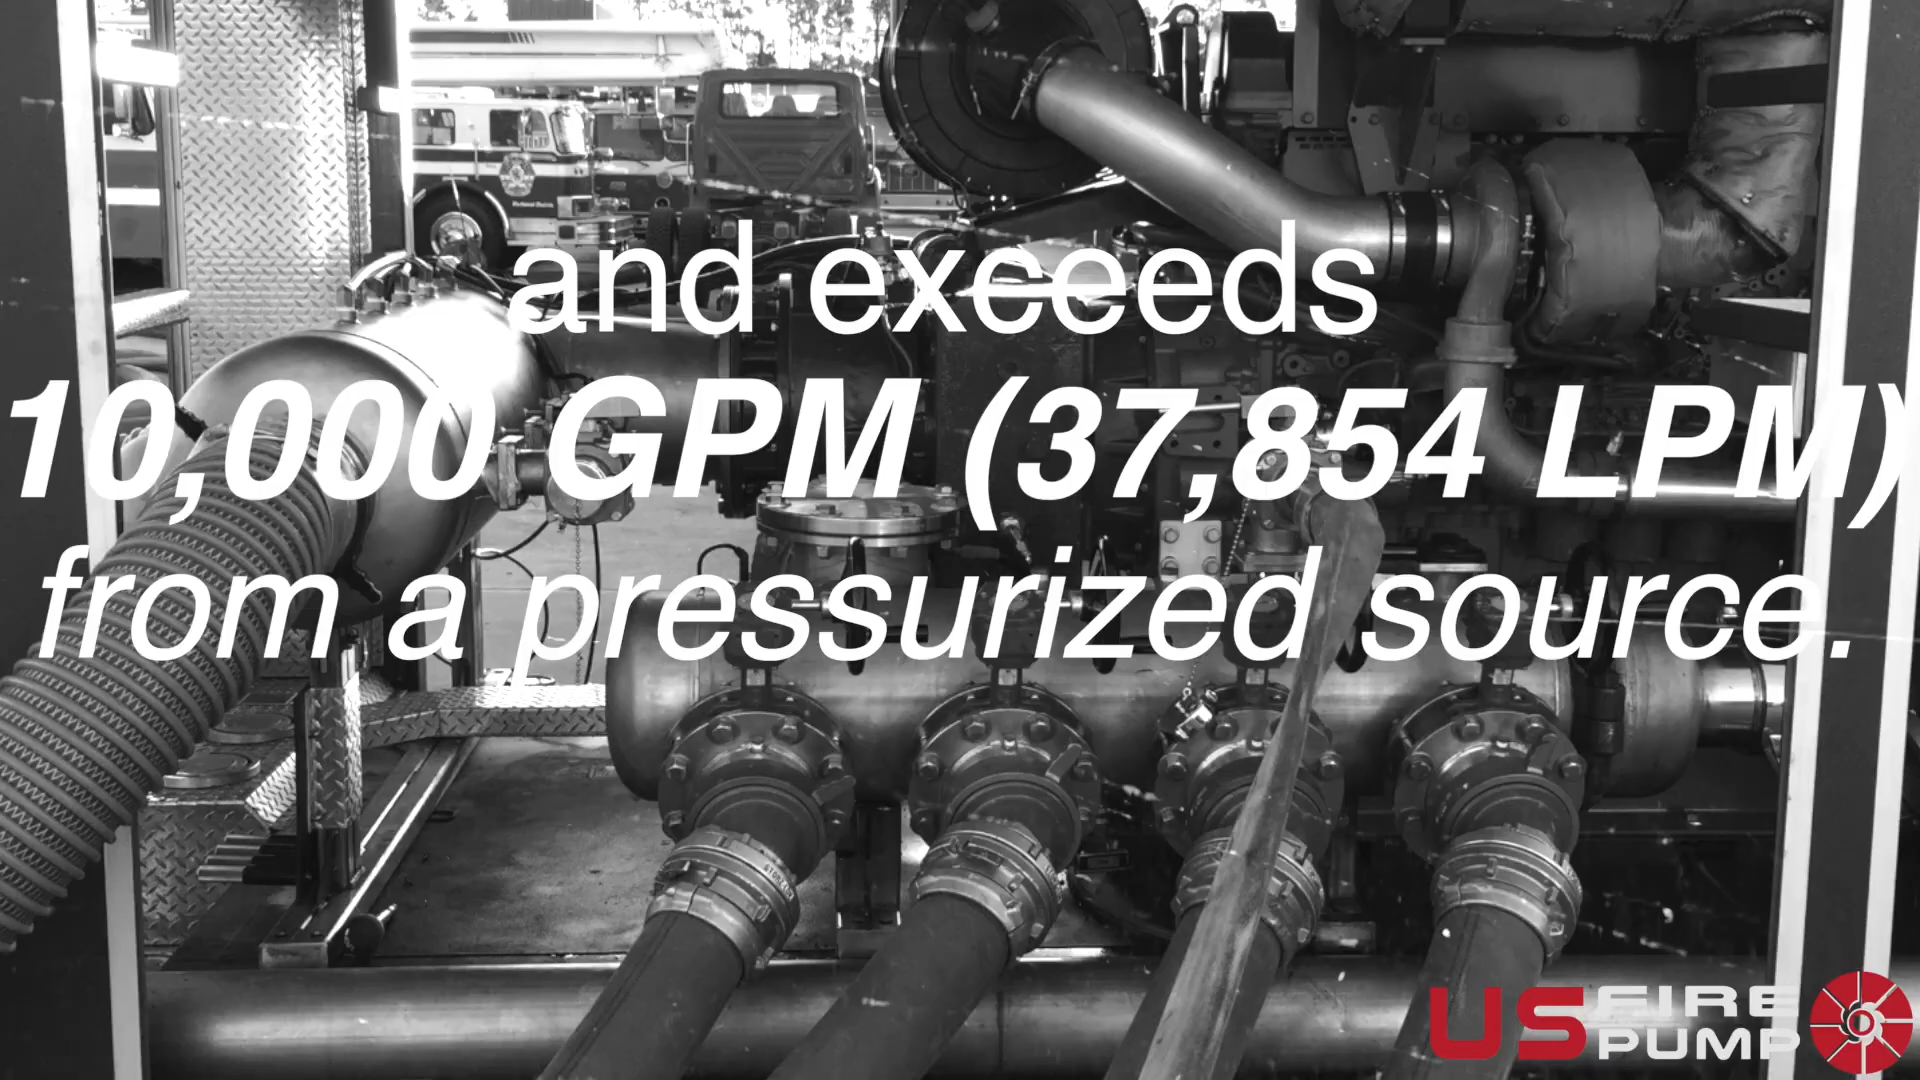 and exceeds
10,000 GPM (37,854 LPM)
from a pressurized source.
US FIRE
PUMP